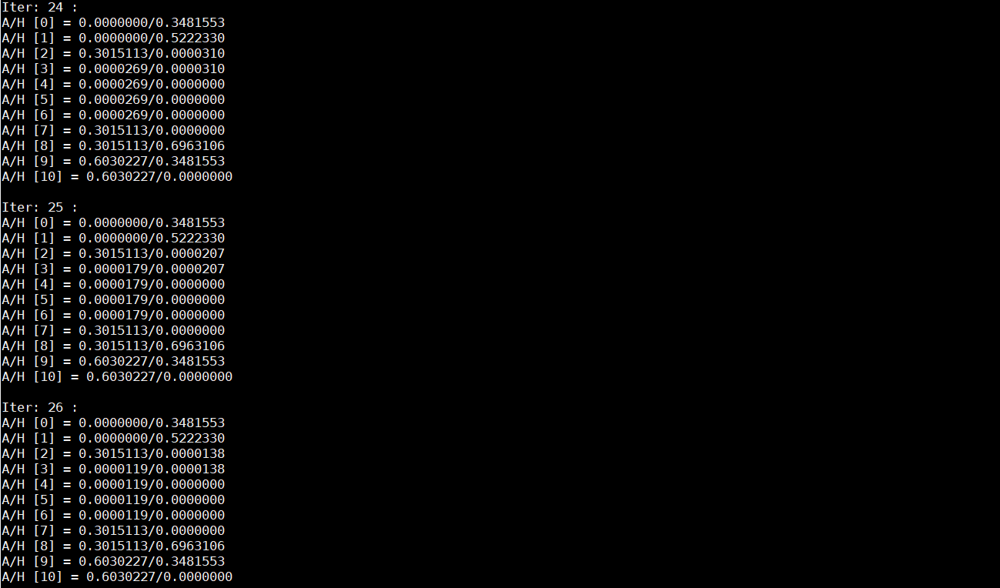 Iter: 24 :
A/H [0] = 0.0000000/0.3481553
A/H [1] = 0.0000000/0.5222330
A/H [2] = 0.3015113/0.0000310
A/H [3] = 0.0000269/0.0000310
A/H [4] = 0.0000269/0.0000000
A/H [5] = 0.0000269/0.0000000
A/H [6] = 0.0000269/0.0000000
A/H [7] = 0.3015113/0.0000000
A/H [8] = 0.3015113/0.6963106
A/H [9] = 0.6030227/0.3481553
A/H [10] = 0.6030227/0.0000000
Iter: 25 :
A/H [0] = 0.0000000/0.3481553
A/H [1] = 0.0000000/0.5222330
A/H [2] = 0.3015113/0.0000207
A/H [3] = 0.0000179/0.0000207
A/H [4] = 0.0000179/0.0000000
A/H [5] = 0.0000179/0.0000000
A/H [6] = 0.0000179/0.0000000
A/H [7] = 0.3015113/0.0000000
A/H [8] = 0.3015113/0.6963106
A/H [9] = 0.6030227/0.3481553
A/H [10] = 0.6030227/0.0000000
Iter: 26 :
A/H [0] = 0.0000000/0.3481553
A/H [1] = 0.0000000/0.5222330
A/H [2] = 0.3015113/0.0000138
A/H [3] = 0.0000119/0.0000138
A/H [4] = 0.0000119/0.0000000
A/H [5] = 0.0000119/0.0000000
A/H [6] = 0.0000119/0.0000000
A/H [7] = 0.3015113/0.0000000
A/H [8] = 0.3015113/0.6963106
A/H [9] = 0.6030227/0.3481553
A/H [10] = 0.6030227/0.0000000